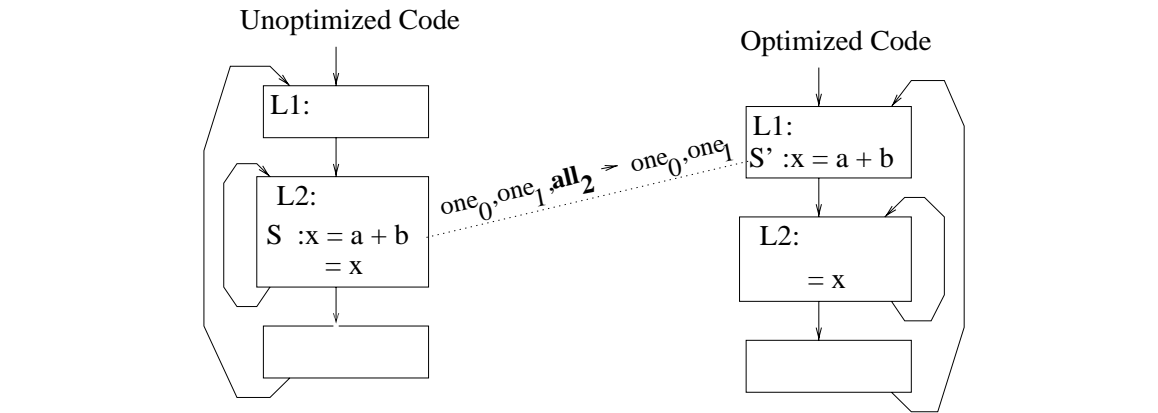 Unoptimized Code
L1:
L2:
S :x = a + b
= x
one0,one1,all2 → one0,one1
Optimized Code
L1:
S' :x = a + b
L2:
= x